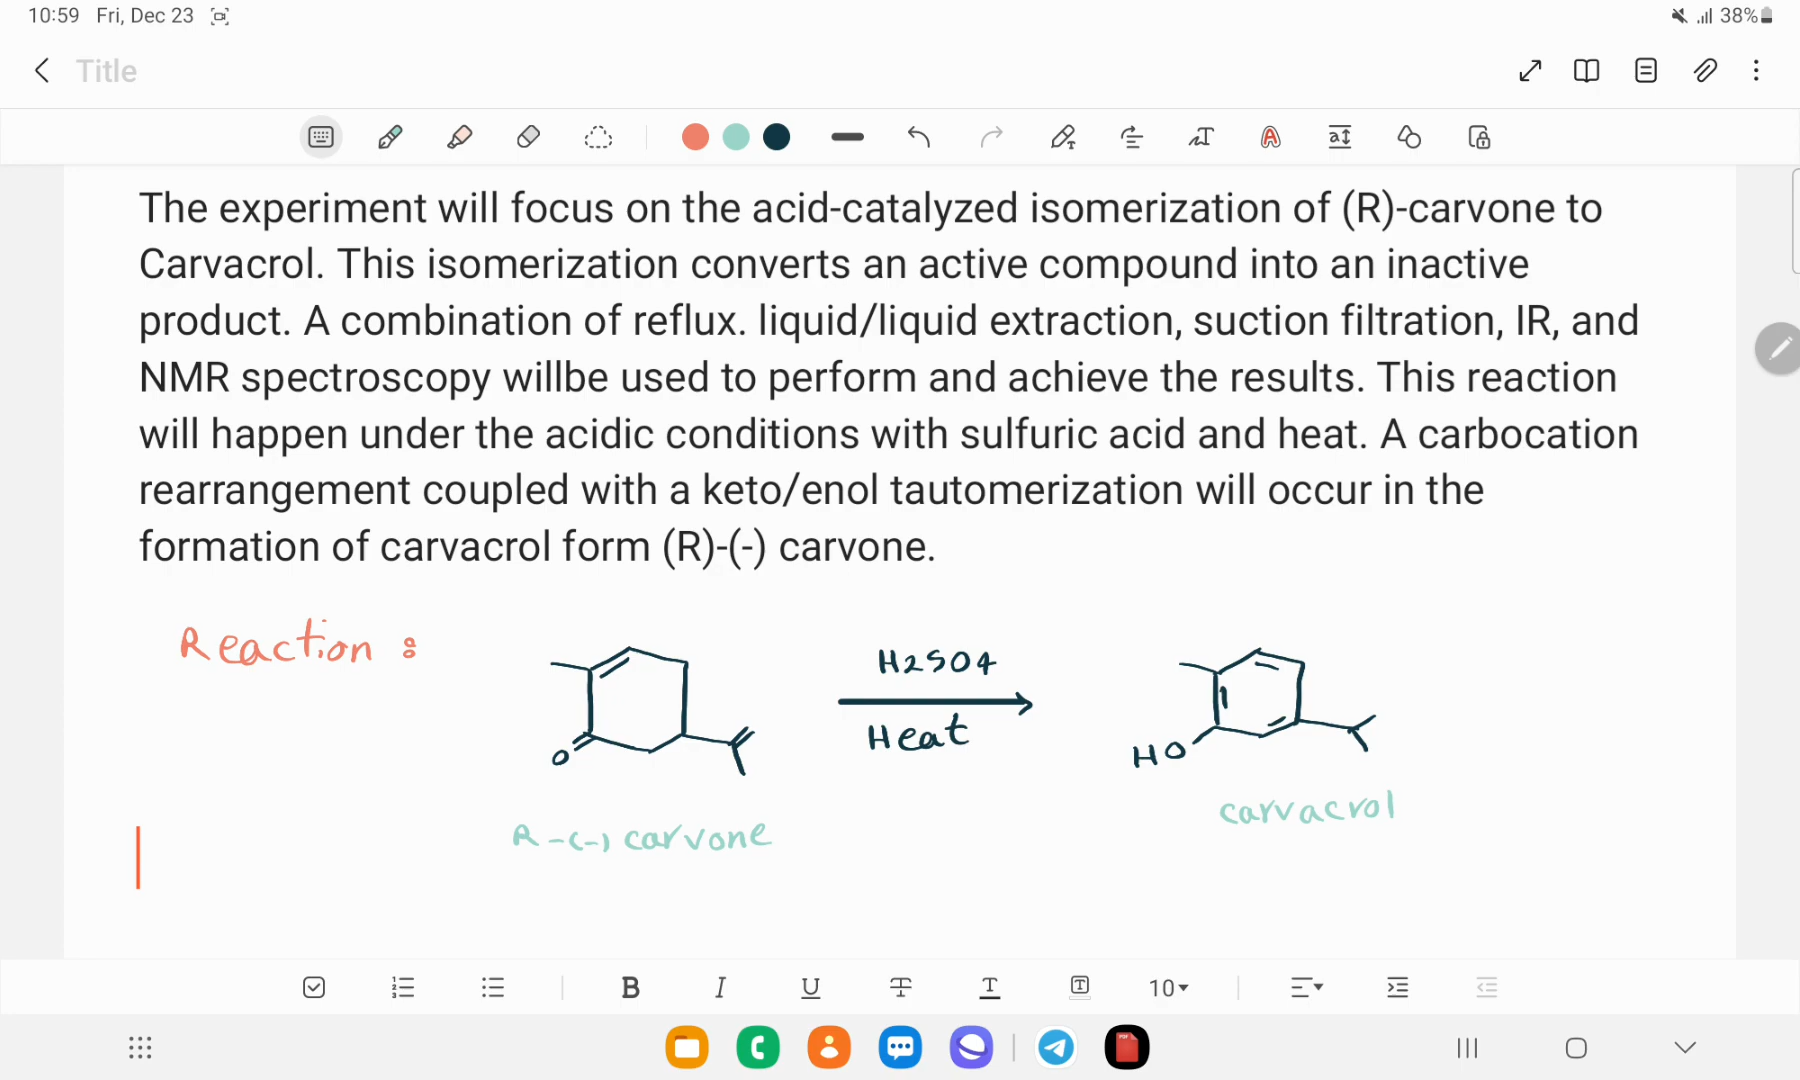 10:59 Fri, Dec 23 38%
Title
The experiment will focus on the acid-catalyzed isomerization of (R)-carvone to
Carvacrol. This isomerization converts an active compound into an inactive
product. A combination of reflux. liquid/liquid extraction, suction filtration, IR, and
NMR spectroscopy willbe used to perform and achieve the results. This reaction
will happen under the acidic conditions with sulfuric acid and heat. A carbocation
rearrangement coupled with a keto/enol tautomerization will occur in the
formation of carvacrol form (R)-(-) carvone.
Reaction :
H2SO4
Heat
O
HO
R-(-) carvone
carvacrol
B I U T T T 10
PDF